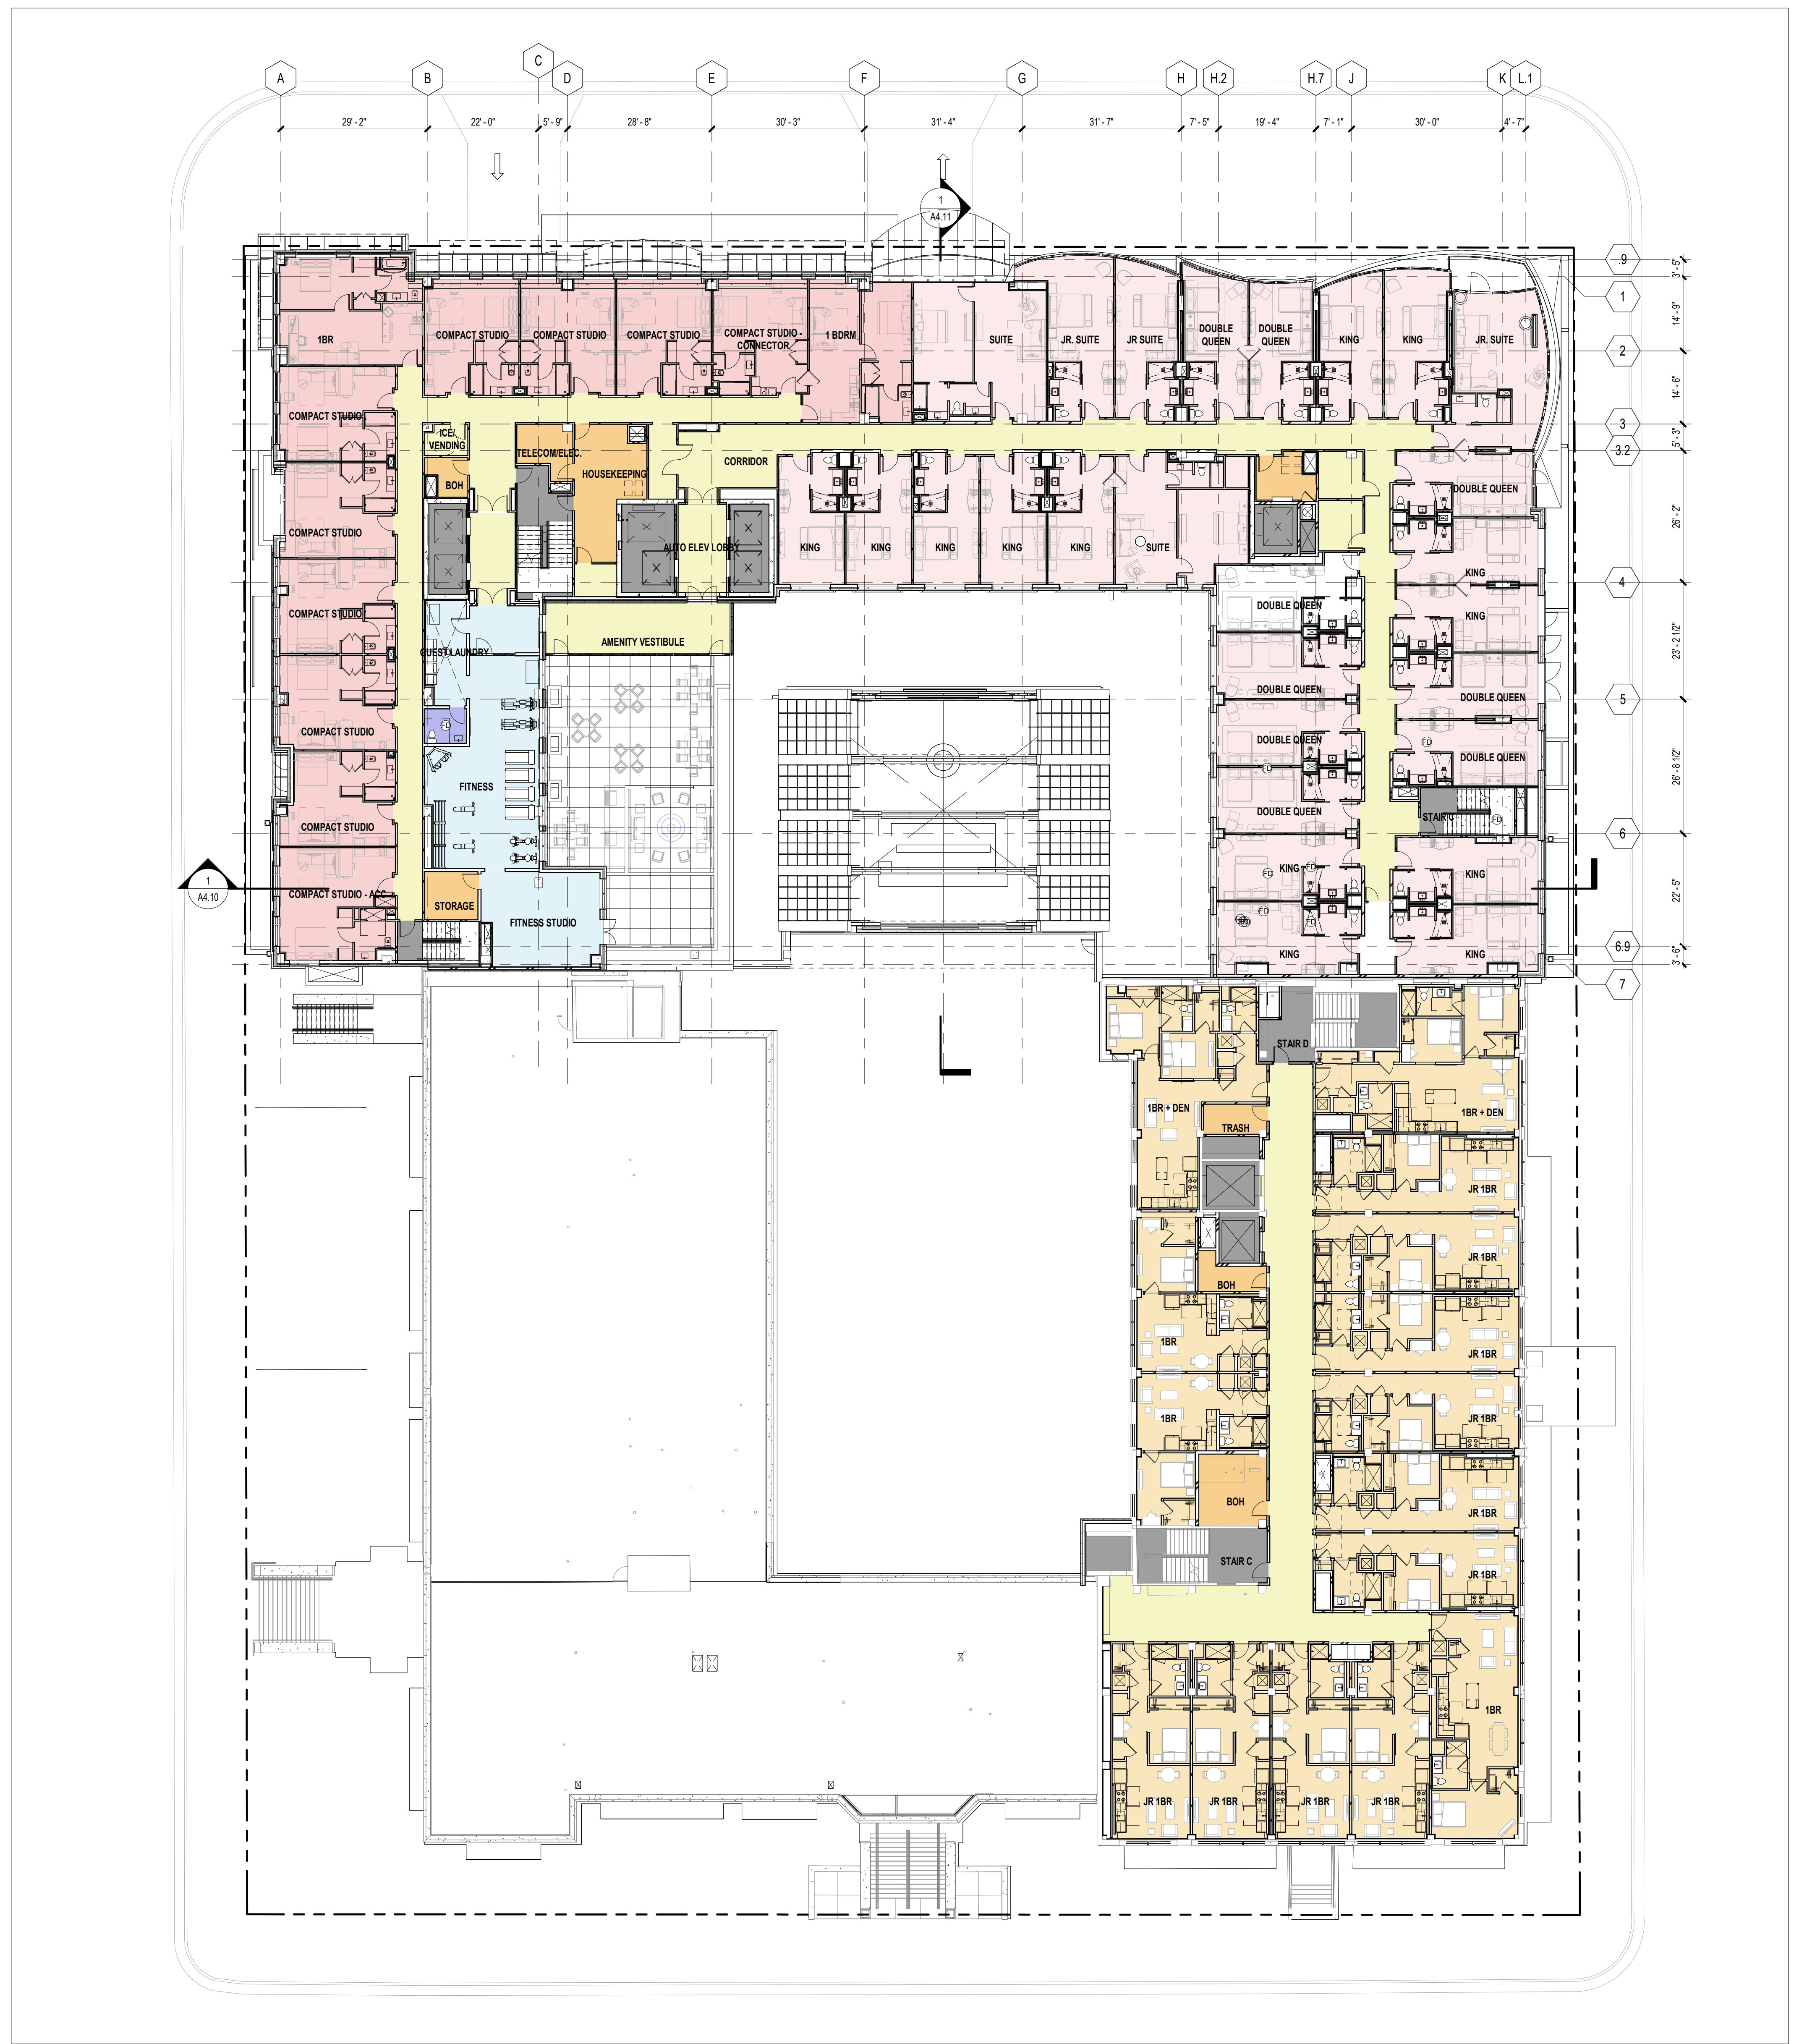 A
B
C
D
E
F
G
H
H.2
H.7
J
K
L.1
29' - 2"
22' - 0"
5' - 9"
28' - 8"
30' - 3"
31' - 4"
31' - 7"
7' - 5"
19' - 4"
7' - 1"
30' - 0"
4' - 7"
1
A4.11
.9
3' - 5"
1
14' - 9"
2
14' - 6"
3
5' - 3"
3.2
26' - 2"
4
23' - 2 1/2"
5
26' - 8 1/2"
6
22' - 5"
6.9
3' - 6"
7
1BR
COMPACT STUDIO
COMPACT STUDIO
COMPACT STUDIO
COMPACT STUDIO -
CONNECTOR
1 BDRM
SUITE
JR. SUITE
JR SUITE
DOUBLE
QUEEN
DOUBLE
QUEEN
KING
KING
JR. SUITE
COMPACT STUDIO
ICE/
VENDING
TELECOM/ELEC.
HOUSEKEEPING
CORRIDOR
BOH
DOUBLE QUEEN
COMPACT STUDIO
AUTO ELEV LOBBY
KING
KING
KING
KING
KING
SUITE
KING
COMPACT STUDIO
DOUBLE QUEEN
KING
GUEST LAUNDRY
AMENITY VESTIBULE
DOUBLE QUEEN
DOUBLE QUEEN
FD
COMPACT STUDIO
DOUBLE QUEEN
FD
DOUBLE QUEEN
FD
FITNESS
DOUBLE QUEEN
COMPACT STUDIO
STAIR C
FD
KING
FD
FD
KING
1
A4.10
COMPACT STUDIO - ACC
STORAGE
FITNESS STUDIO
FD
FD
KING
KING
STAIR D
1BR + DEN
TRASH
1BR + DEN
JR 1BR
JR 1BR
BOH
1BR
JR 1BR
1BR
JR 1BR
BOH
JR 1BR
STAIR C
JR 1BR
1BR
JR 1BR
JR 1BR
JR 1BR
JR 1BR